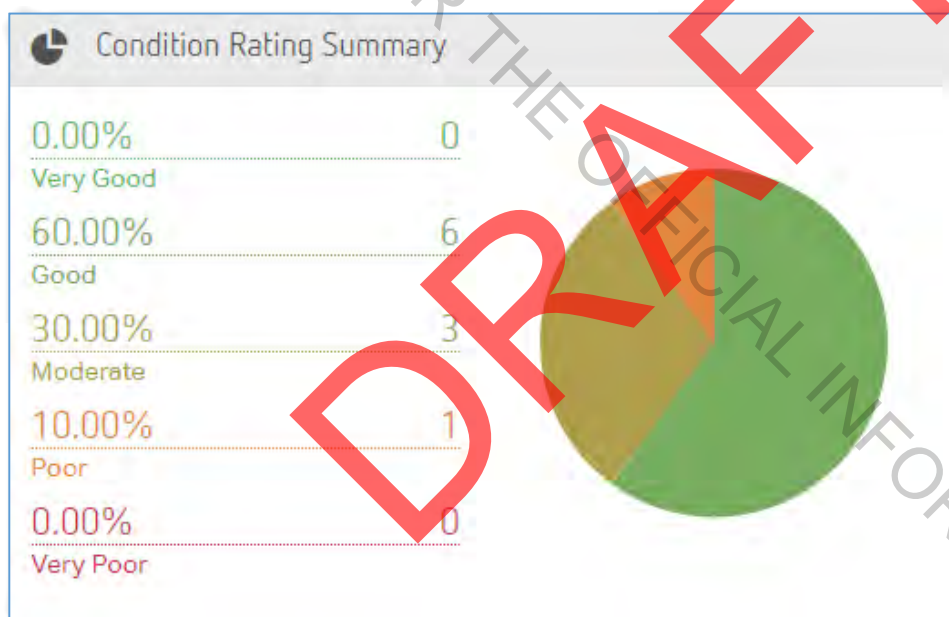 Condition Rating Summary
0.00% 0
Very Good
60.00% 6
Good
30.00% 3
Moderate
10.00% 1
Poor
0.00% 0
Very Poor
DRAF
R THE OFFICIAL INFOR